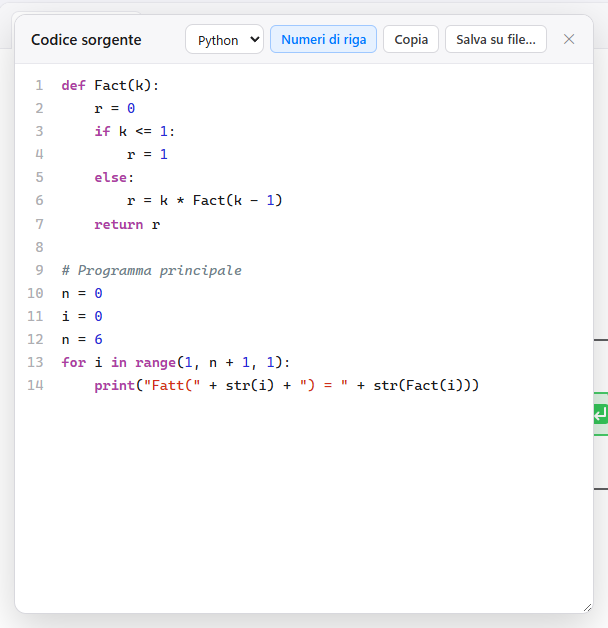 Codice sorgente Python Numeri di riga Copia Salva su file...
1 def Fact(k):
2     r = 0
3     if k <= 1:
4         r = 1
5     else:
6         r = k * Fact(k - 1)
7     return r
8
9 # Programma principale
10 n = 0
11 i = 0
12 n = 6
13 for i in range(1, n + 1, 1):
14     print("Fatt(" + str(i) + ") = " + str(Fact(i)))